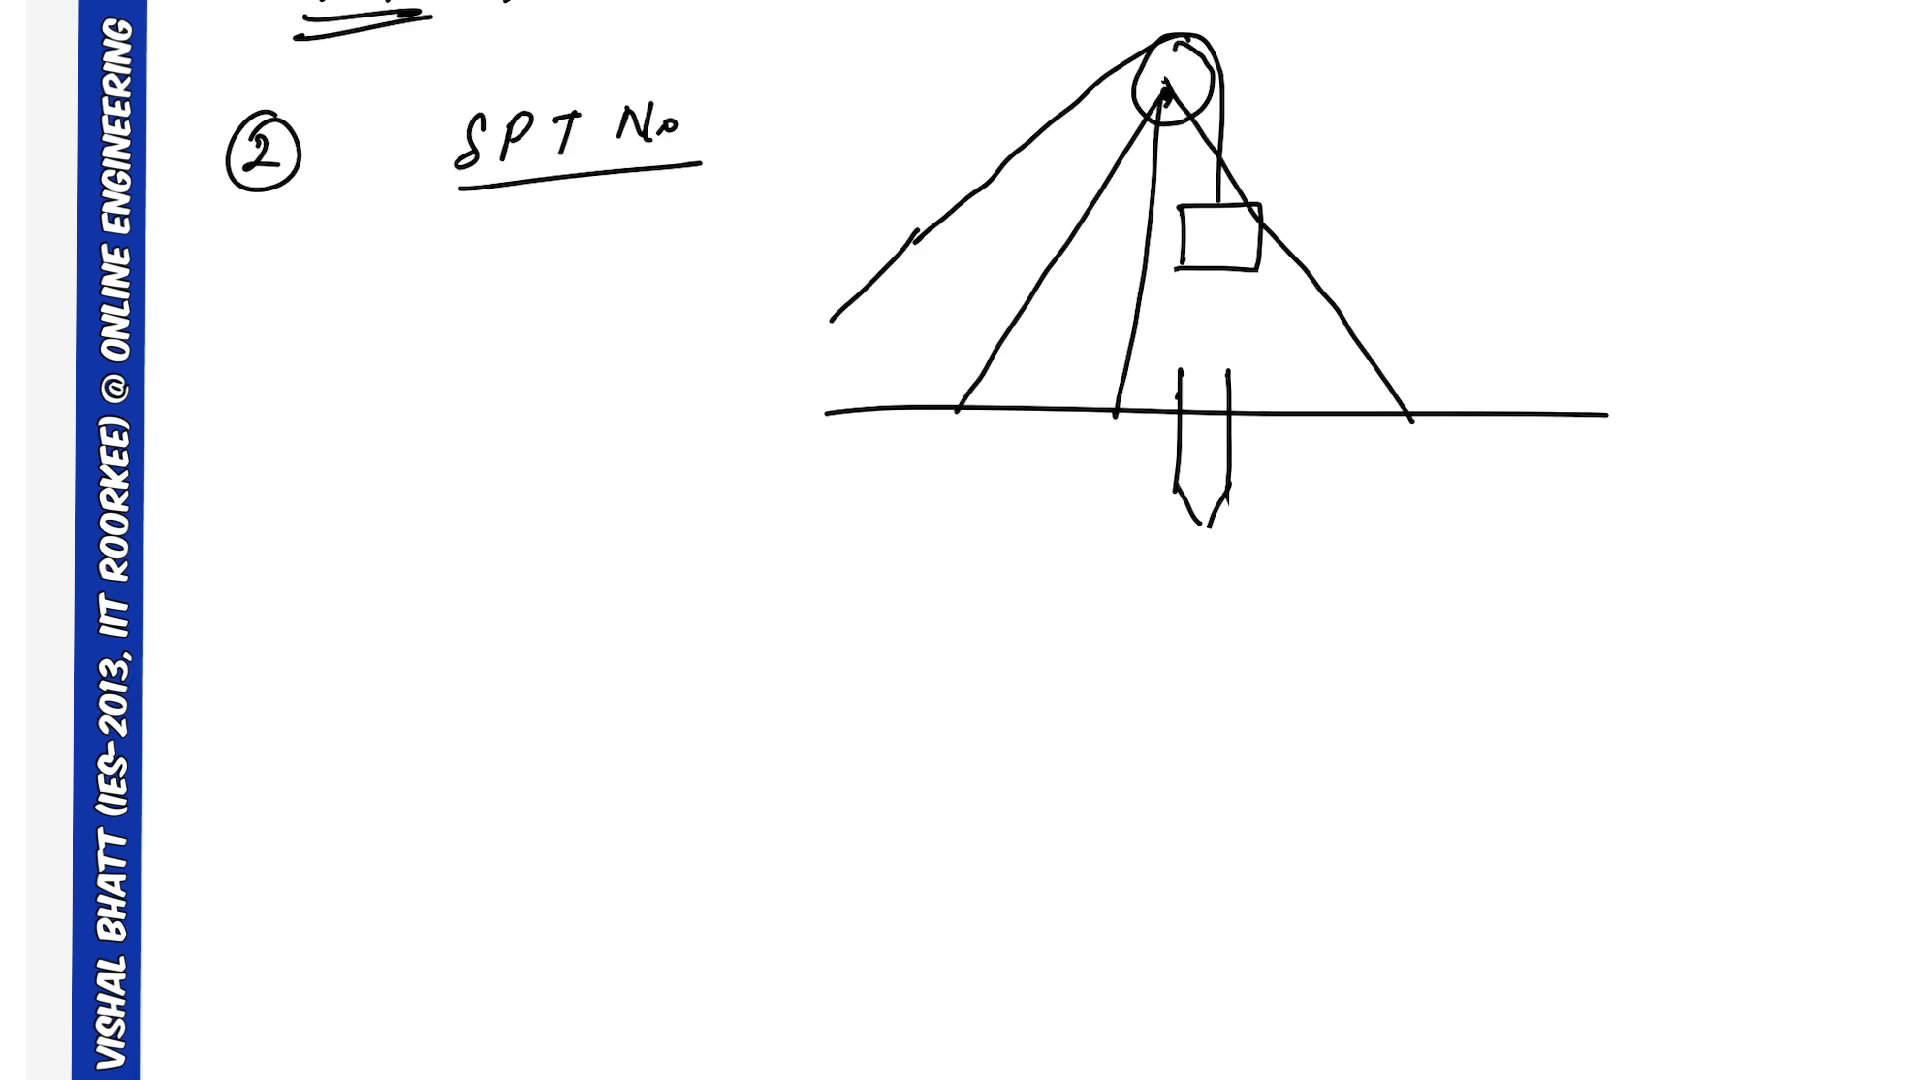 VISHAL BHATT (IES-2013, IIT ROORKEE) @ ONLINE ENGINEERING
② SPT No